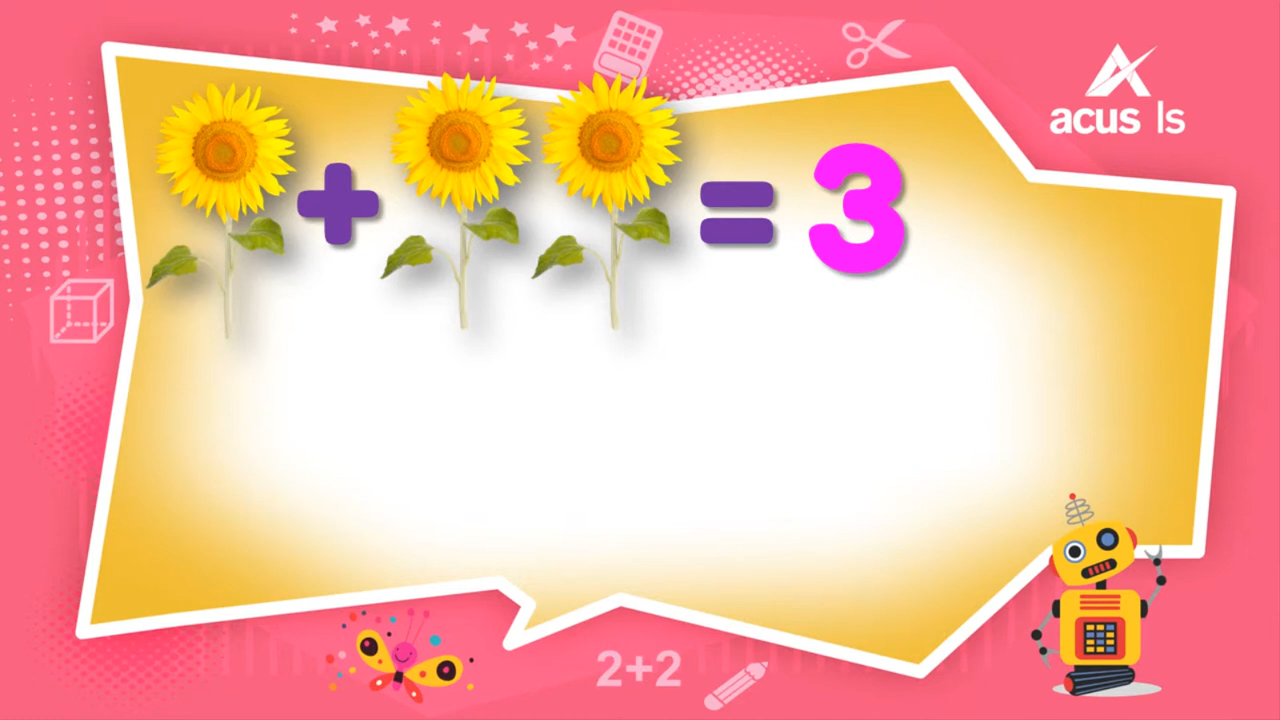 acus ls
+ = 3
2+2